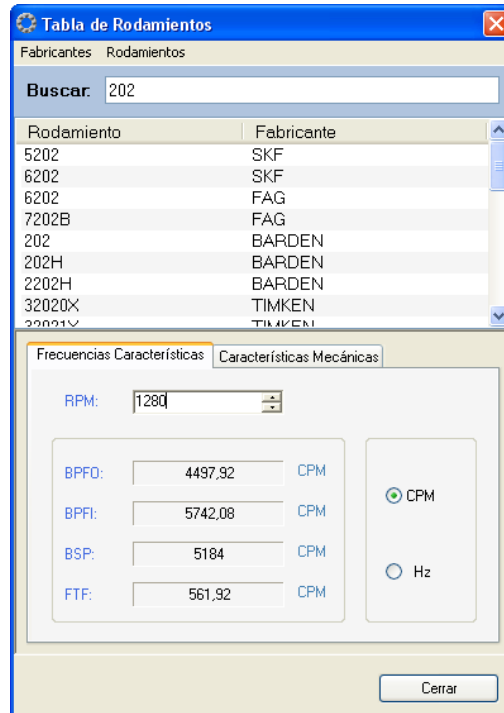 Tabla de Rodamientos
Fabricantes Rodamientos
Buscar: 202
Rodamiento Fabricante
5202 SKF
6202 SKF
6202 FAG
7202B FAG
202 BARDEN
202H BARDEN
2202H BARDEN
32020X TIMKEN
32021X TIMKEN
Frecuencias Características Características Mecánicas
RPM: 1280
BPFO: 4497,92 CPM
BPFI: 5742,08 CPM
BSP: 5184 CPM
FTF: 561,92 CPM
CPM
Hz
Cerrar